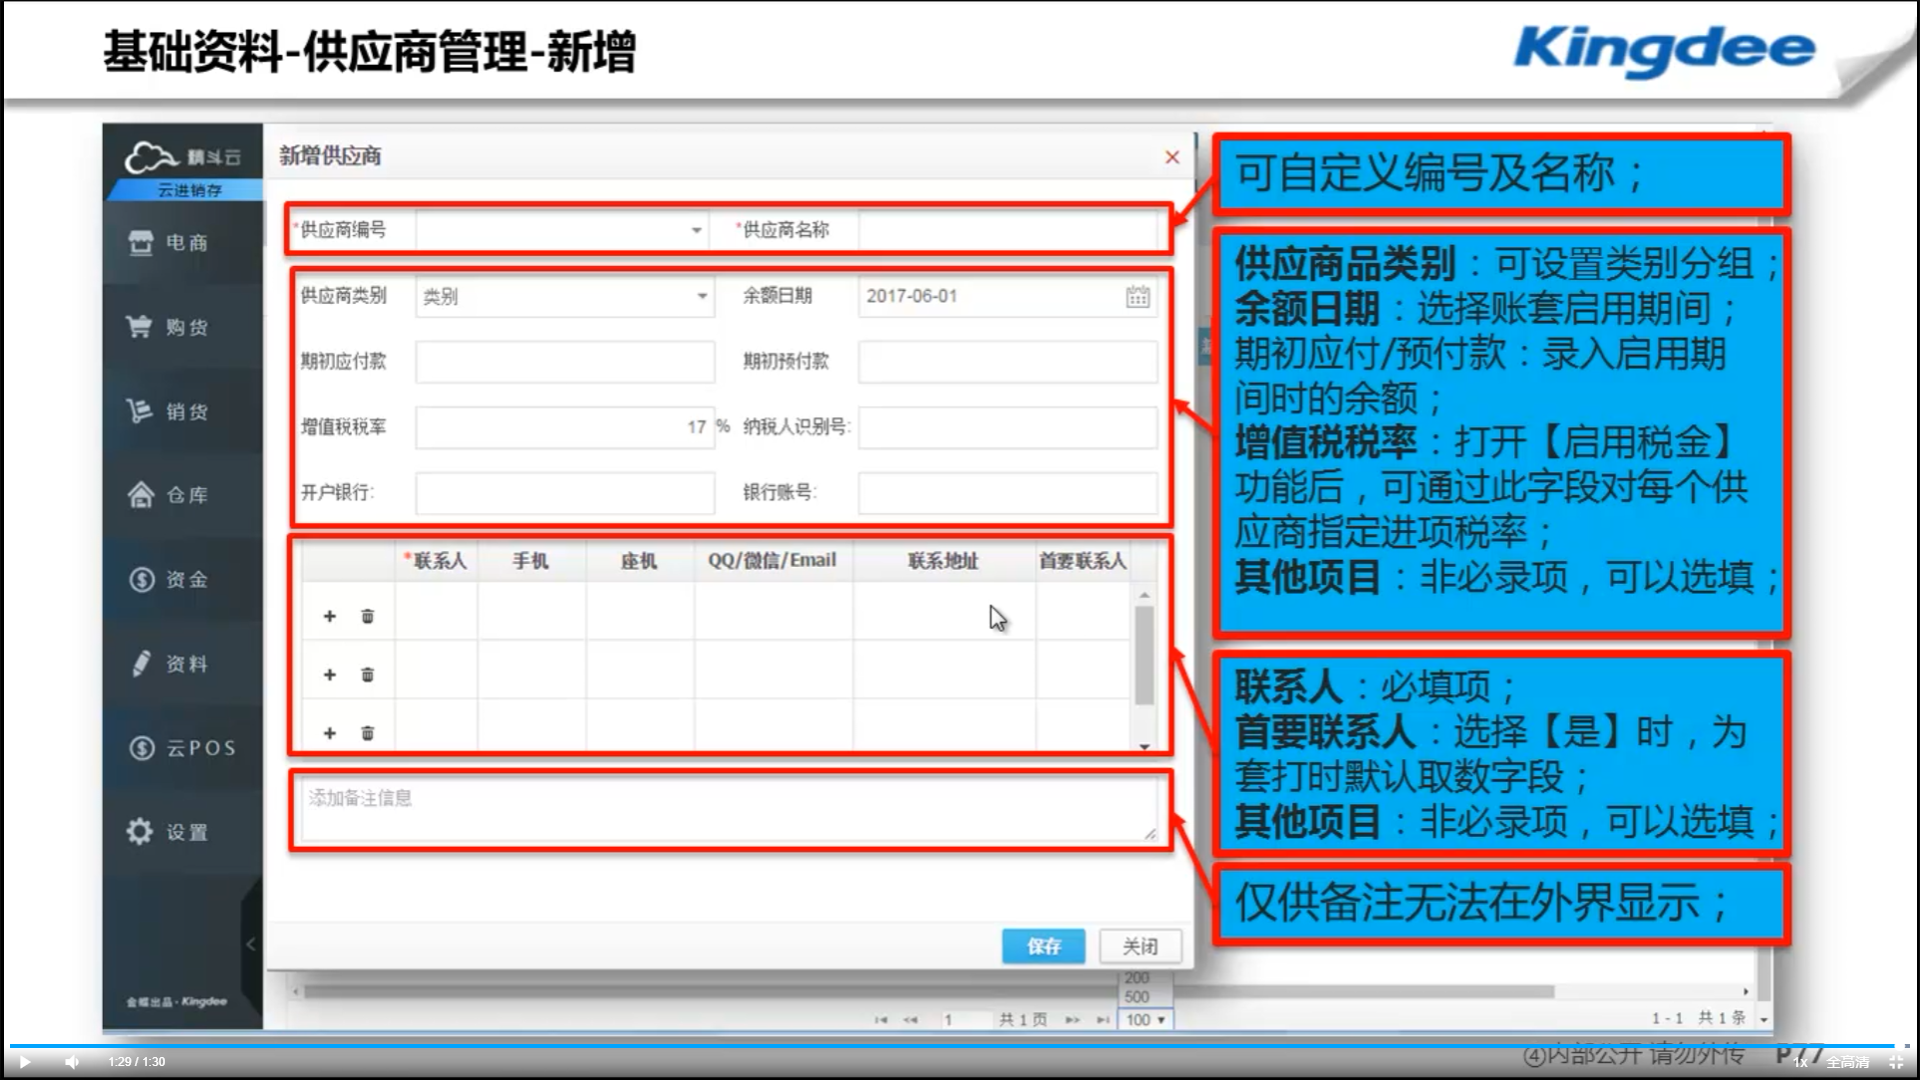 基础资料-供应商管理-新增
Kingdee
精斗云
云进销存
电商
购货
销货
仓库
资金
资料
云POS
设置
金蝶出品 · Kingdee
新增供应商
*供应商编号
*供应商名称
供应商类别 类别
余额日期 2017-06-01
期初应付款
期初预付款
增值税税率 17 %
纳税人识别号:
开户银行:
银行账号:
*联系人 手机 座机 QQ/微信/Email 联系地址 首要联系人
添加备注信息
保存 关闭
200
500
1 共 1 页 100
1 - 1 共 1 条
可自定义编号及名称；
供应商品类别：可设置类别分组；
余额日期：选择账套启用期间；
期初应付/预付款：录入启用期
间时的余额；
增值税税率：打开【启用税金】
功能后，可通过此字段对每个供
应商指定进项税率；
其他项目：非必录项，可以选填；
联系人：必填项；
首要联系人：选择【是】时，为
套打时默认取数字段；
其他项目：非必录项，可以选填；
仅供备注无法在外界显示；
④内部公开 请勿外传 P77
1:29 / 1:30
1x 全高清